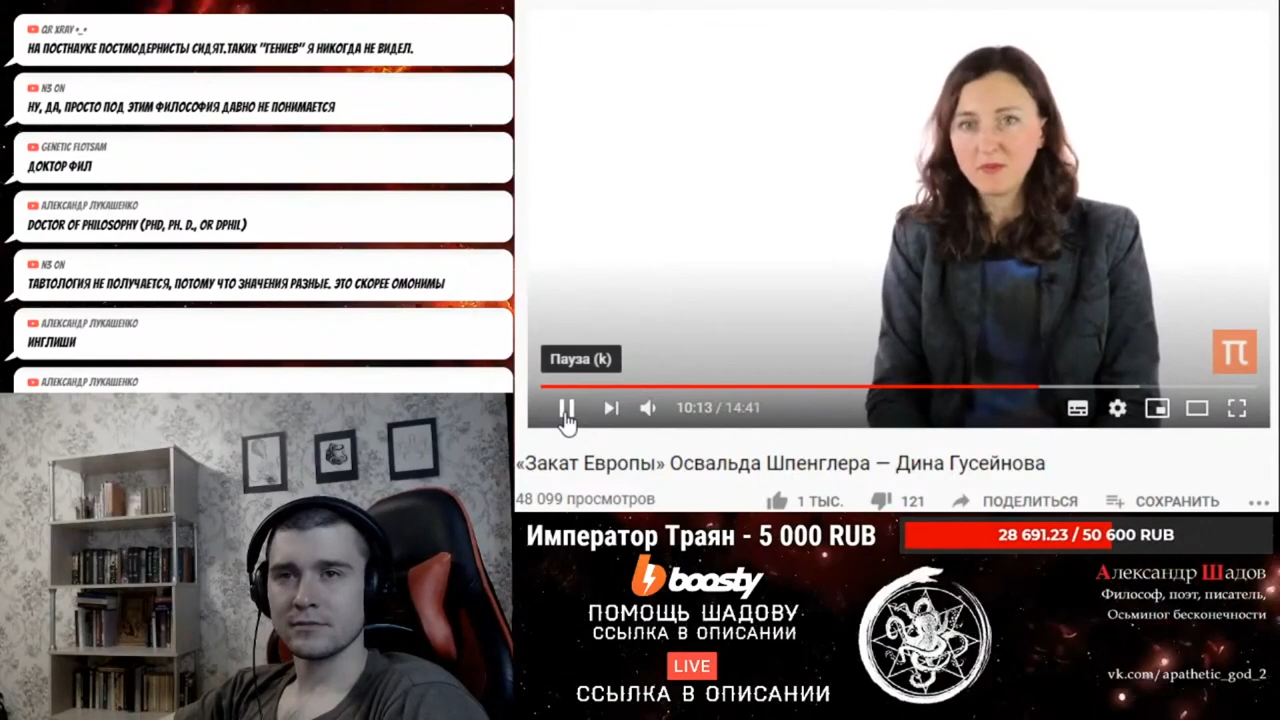 QR XRAY •_•
НА ПОСТНАУКЕ ПОСТМОДЕРНИСТЫ СИДЯТ.ТАКИХ "ГЕНИЕВ" Я НИКОГДА НЕ ВИДЕЛ.
N3 ON
НУ, ДА, ПРОСТО ПОД ЭТИМ ФИЛОСОФИЯ ДАВНО НЕ ПОНИМАЕТСЯ
GENETIC FLOTSAM
ДОКТОР ФИЛ
АЛЕКСАНДР ЛУКАШЕНКО
DOCTOR OF PHILOSOPHY (PHD, PH. D., OR DPHIL)
N3 ON
ТАВТОЛОГИЯ НЕ ПОЛУЧАЕТСЯ, ПОТОМУ ЧТО ЗНАЧЕНИЯ РАЗНЫЕ. ЭТО СКОРЕЕ ОМОНИМЫ
АЛЕКСАНДР ЛУКАШЕНКО
ИНГЛИШИ
АЛЕКСАНДР ЛУКАШЕНКО
Пауза (k)
π
10:13 / 14:41
«Закат Европы» Освальда Шпенглера — Дина Гусейнова
48 099 просмотров
1 ТЫС.
121
ПОДЕЛИТЬСЯ
СОХРАНИТЬ
Император Траян - 5 000 RUB
28 691.23 / 50 600 RUB
boosty
ПОМОЩЬ ШАДОВУ
ССЫЛКА В ОПИСАНИИ
LIVE
ССЫЛКА В ОПИСАНИИ
Александр Шадов
Философ, поэт, писатель,
Осьминог бесконечности
vk.com/apathetic_god_2